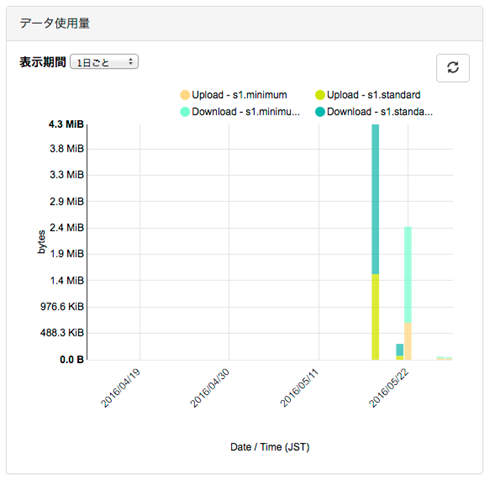 データ使用量
表示期間 1日ごと
Upload - s1.minimum Upload - s1.standard
Download - s1.minimu... Download - s1.standa...
4.3 MiB
3.8 MiB
3.3 MiB
2.9 MiB
2.4 MiB
1.9 MiB
1.4 MiB
976.6 KiB
488.3 KiB
0.0 B
bytes
2016/04/19 2016/04/30 2016/05/11 2016/05/22
Date / Time (JST)